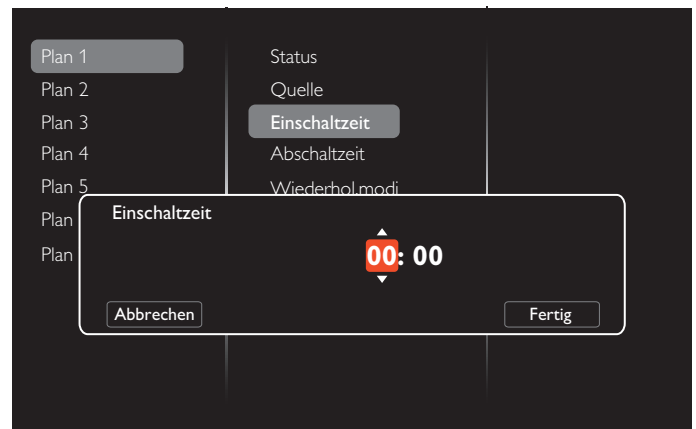 Plan 1
Plan 2
Plan 3
Plan 4
Plan 5
Plan
Plan
Status
Quelle
Einschaltzeit
Abschaltzeit
Wiederhol.modi
Einschaltzeit
00: 00
Abbrechen
Fertig